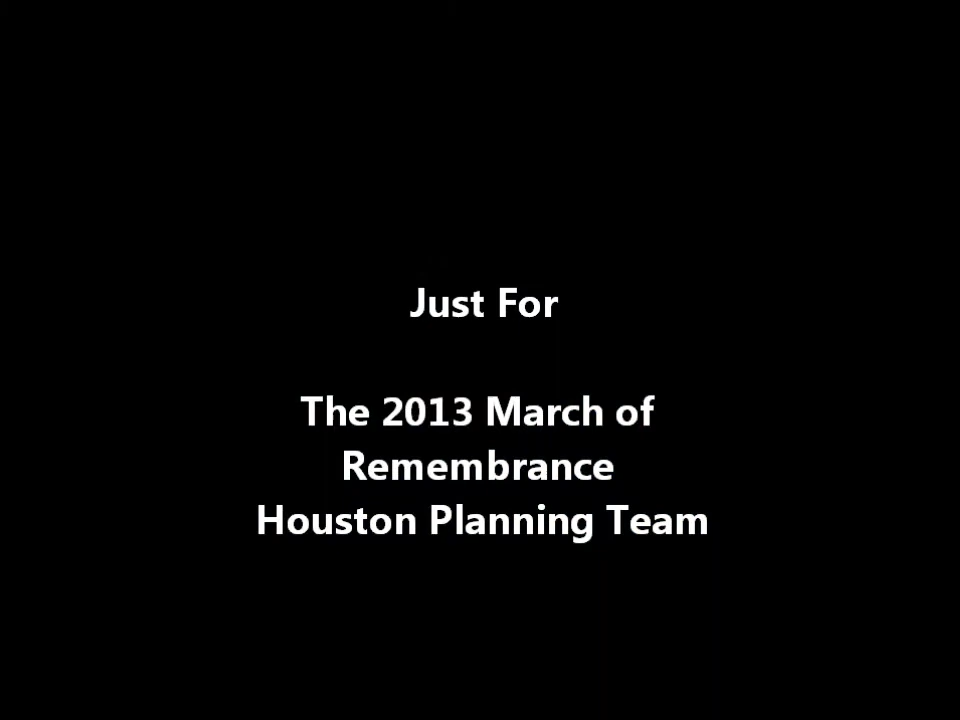 Just For
The 2013 March of
Remembrance
Houston Planning Team